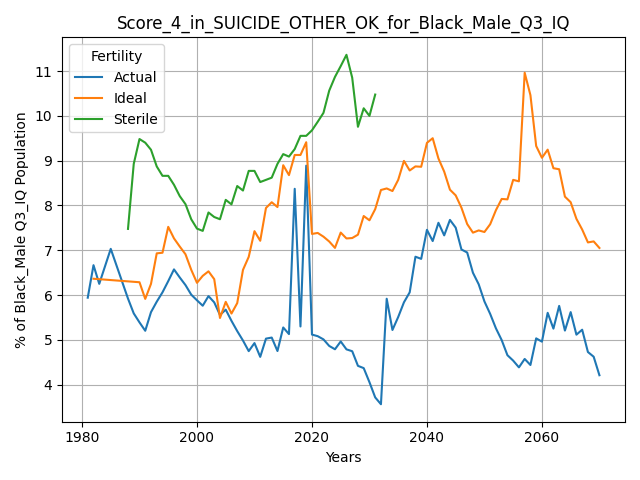 Score_4_in_SUICIDE_OTHER_OK_for_Black_Male_Q3_IQ
Fertility
Actual
Ideal
Sterile
% of Black_Male Q3_IQ Population
11
10
9
8
7
6
5
4
1980 2000 2020 2040 2060
Years